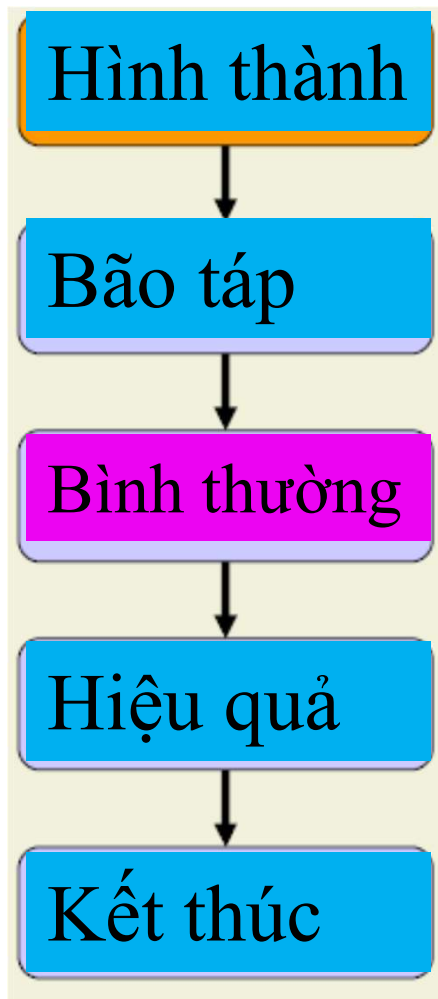 Hình thành
Bão táp
Bình thường
Hiệu quả
Kết thúc